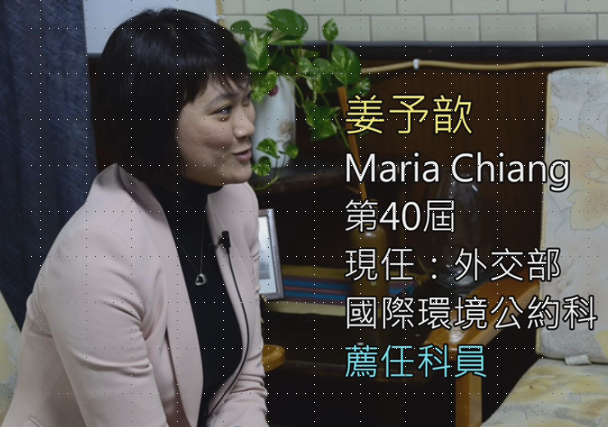 姜予歆
Maria Chiang
第40屆
現任：外交部
國際環境公約科
薦任科員